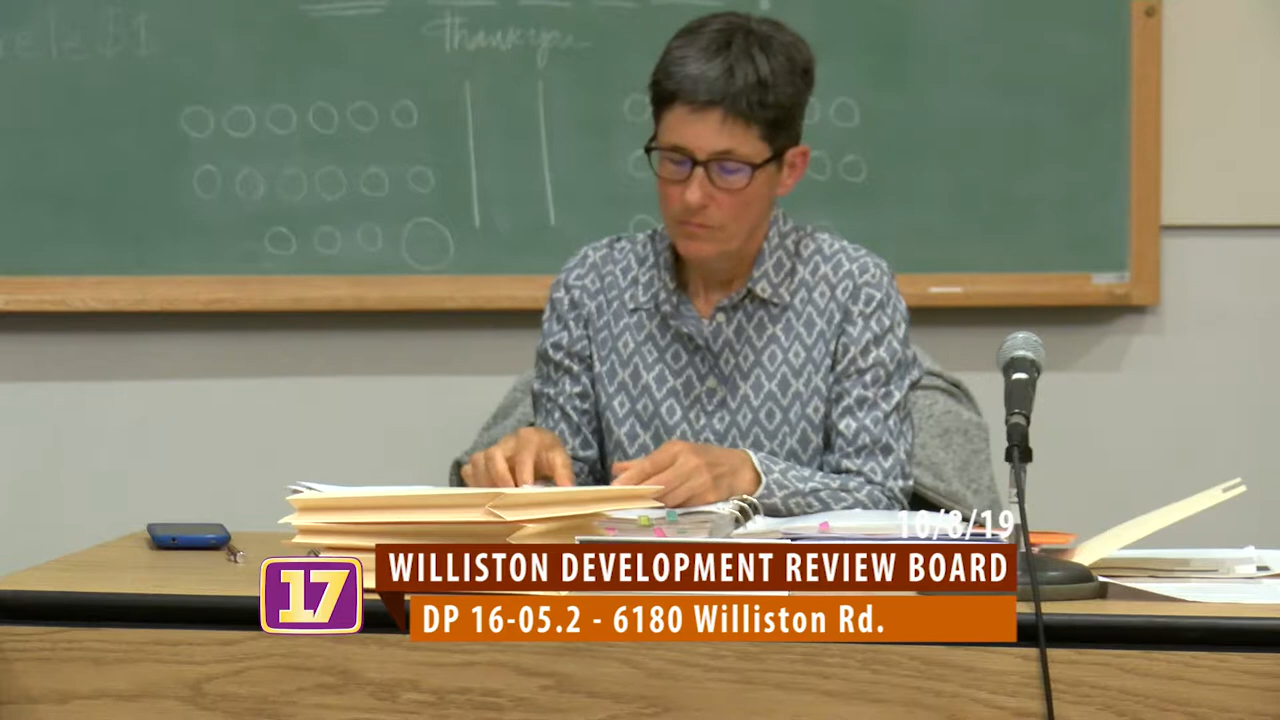 Thank you
10/8/19
17
WILLISTON DEVELOPMENT REVIEW BOARD
DP 16-05.2 - 6180 Williston Rd.